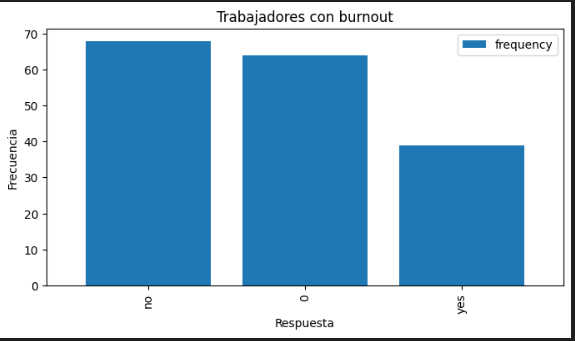 Trabajadores con burnout
frequency
Frecuencia
70
60
50
40
30
20
10
0
no
0
yes
Respuesta